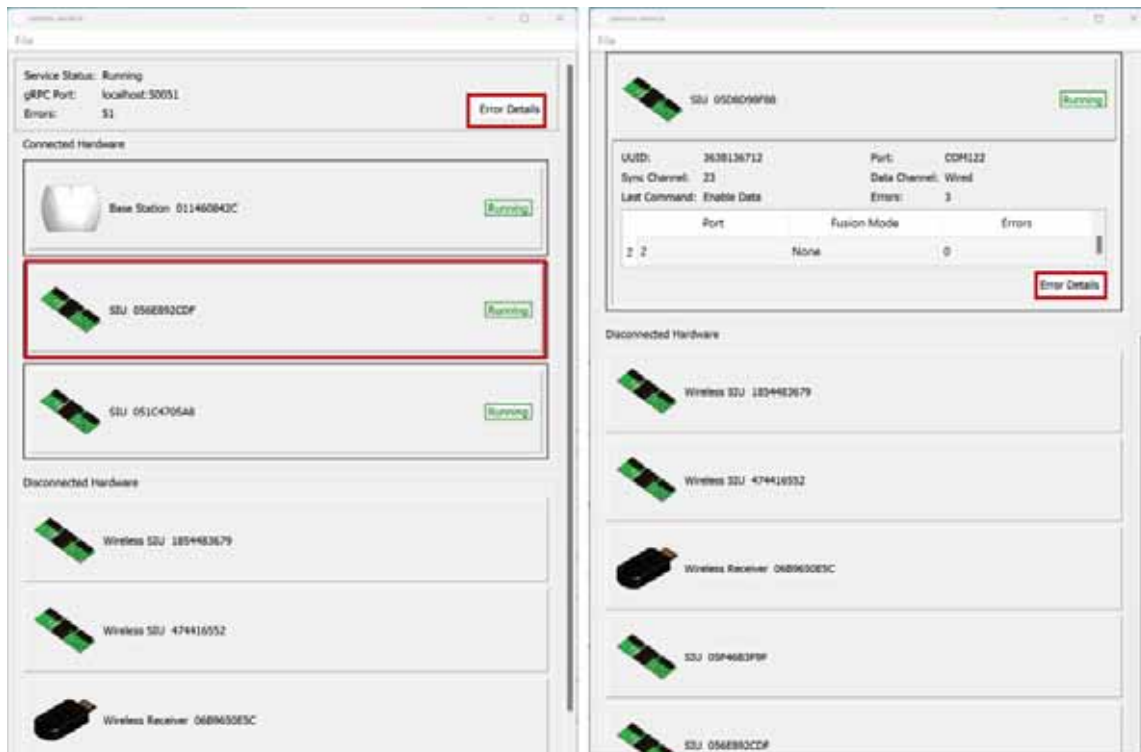 File
Service Status: Running
gRPC Port: localhost:50051
Errors: 51
Error Details
Connected Hardware
Base Station 011460842C
Running
SIU 056E892CDF
Running
SIU 051C4705A8
Running
Disconnected Hardware
Wireless SIU 1854483679
Wireless SIU 474416552
Wireless Receiver 06B9650E5C
File
SIU
Running
UUID: 3638136712 Port: COM122
Sync Channel: 23 Data Channel: Wired
Last Command: Enable Data Errors: 3
Port Fusion Mode Errors
2 2 None 0
Error Details
Disconnected Hardware
Wireless SIU 1854483679
Wireless SIU 474416552
Wireless Receiver 06B9650E5C
SIU 05F46B3F9F
SIU 056E892CDF